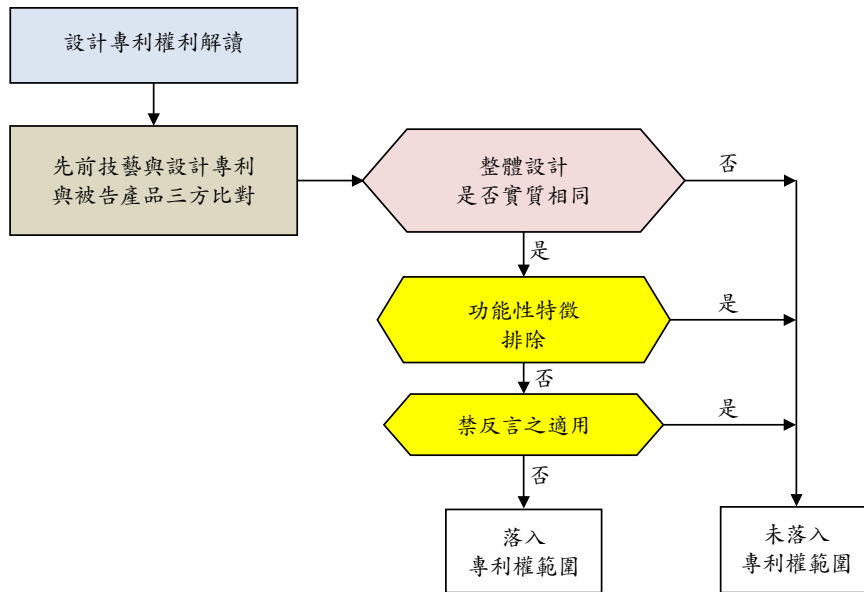 設計專利權利解讀
先前技藝與設計專利
與被告產品三方比對
整體設計
是否實質相同
否
是
功能性特徵
排除
是
否
禁反言之適用
是
否
落入
專利權範圍
未落入
專利權範圍